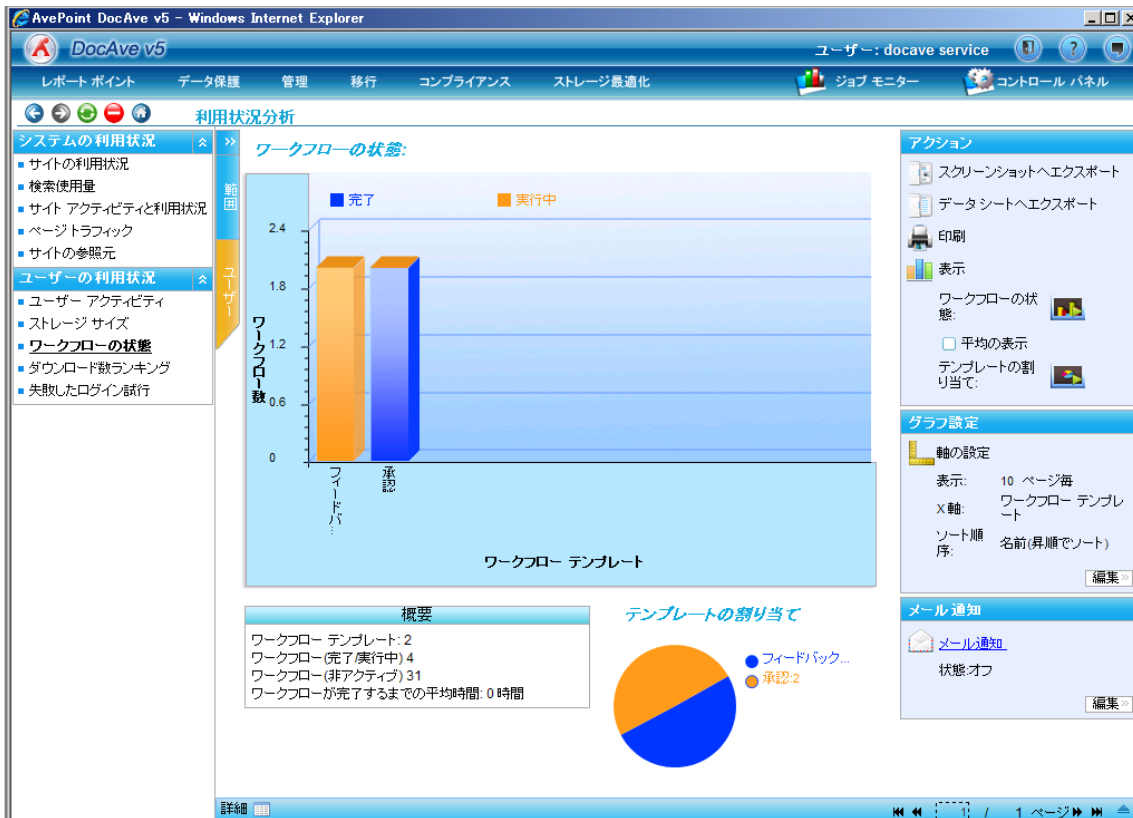 AvePoint DocAve v5 - Windows Internet Explorer
DocAve v5
ユーザー: docave service
レポート ポイント
データ保護
管理
移行
コンプライアンス
ストレージ最適化
ジョブ モニター
コントロール パネル
利用状況分析
システムの利用状況
サイトの利用状況
検索使用量
サイト アクティビティと利用状況
ページトラフィック
サイトの参照元
ユーザーの利用状況
ユーザー アクティビティ
ストレージ サイズ
ワークフローの状態
ダウンロード数ランキング
失敗したログイン試行
範囲
ユーザー
ワークフローの状態:
完了
実行中
2.4
1.8
1.2
0.6
0
ワークフロー数
フィードバ...
承認
ワークフロー テンプレート
概要
ワークフロー テンプレート: 2
ワークフロー(完了/実行中) 4
ワークフロー(非アクティブ) 31
ワークフローが完了するまでの平均時間: 0 時間
テンプレートの割り当て
フィードバック...
承認:2
アクション
スクリーンショットへエクスポート
データ シートへエクスポート
印刷
表示
ワークフローの状
態:
平均の表示
テンプレートの割
り当て:
グラフ設定
軸の設定
表示: 10 ページ毎
X 軸: ワークフロー テンプレ
ート
ソート順
序: 名前(昇順でソート)
編集
メール通知
メール通知
状態:オフ
編集
詳細
1 / 1 ページ